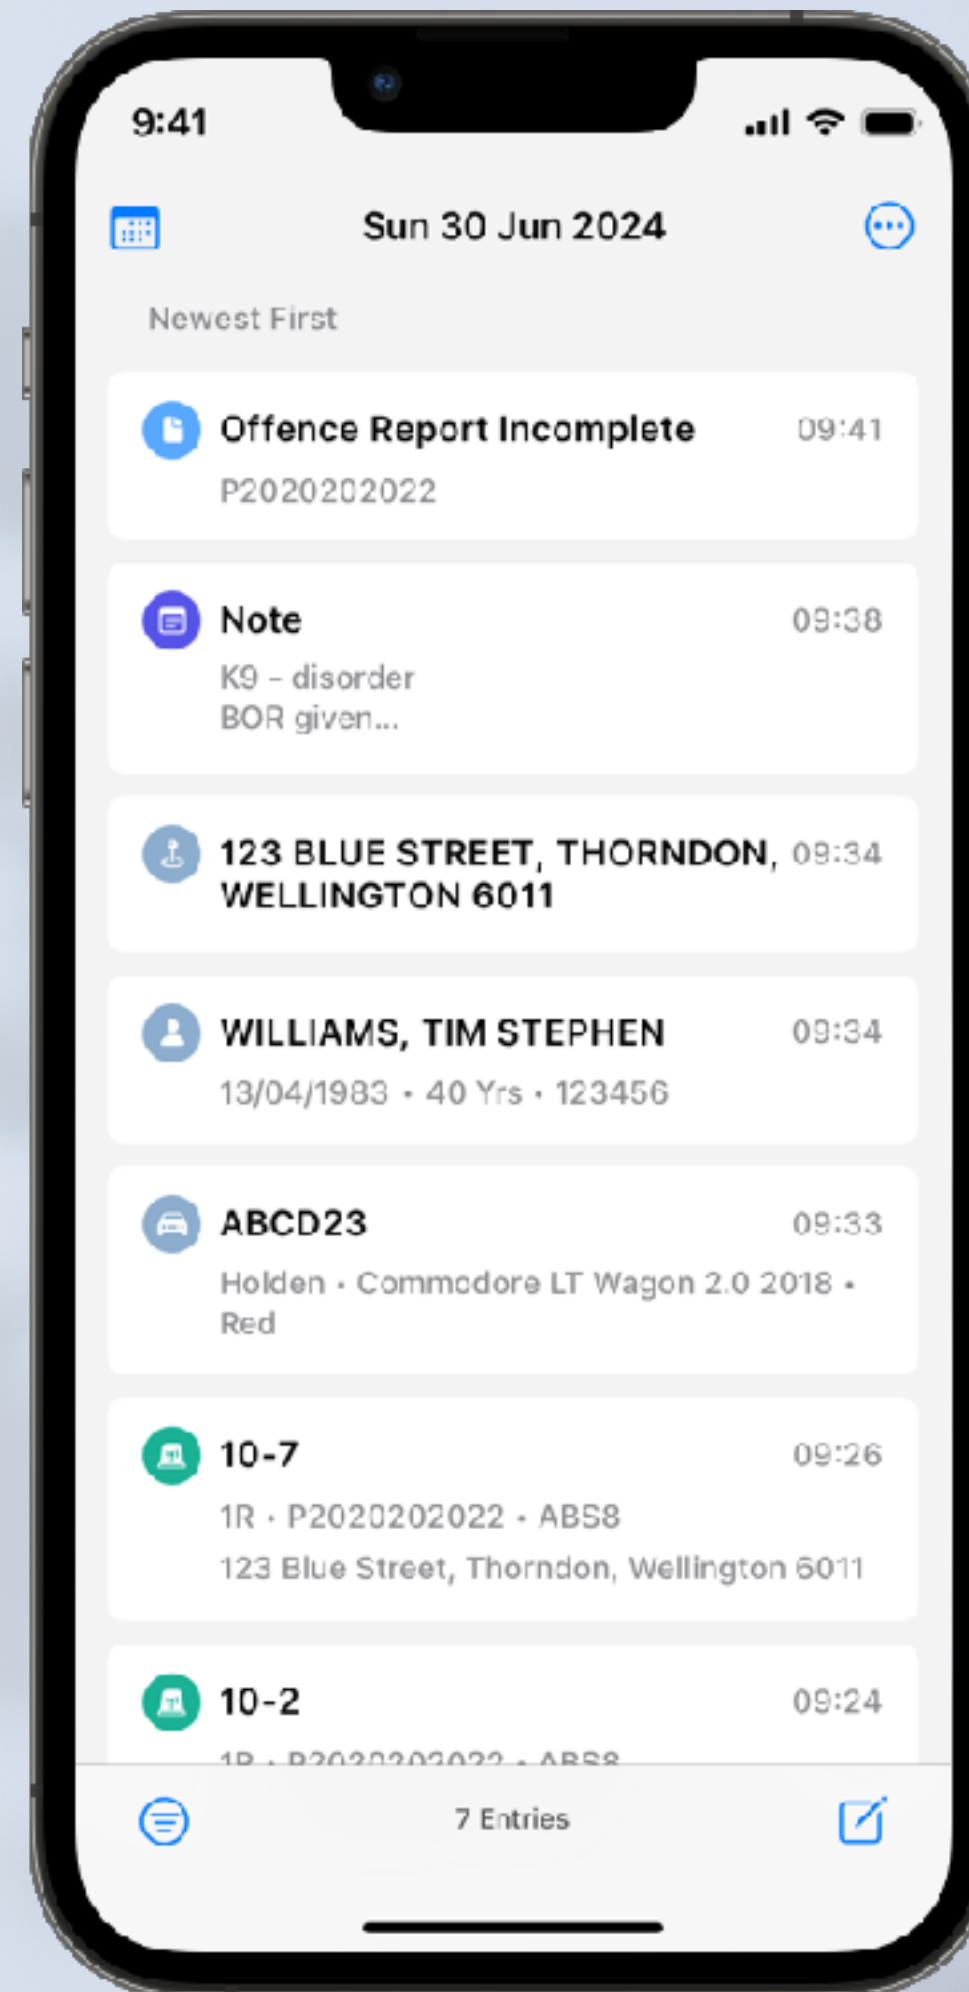 9:41
Sun 30 Jun 2024
Newest First
Offence Report Incomplete 09:41
P2020202022
Note 09:38
K9 – disorder
BOR given...
123 BLUE STREET, THORNDON, 09:34
WELLINGTON 6011
WILLIAMS, TIM STEPHEN 09:34
13/04/1983 • 40 Yrs • 123456
ABCD23 09:33
Holden • Commodore LT Wagon 2.0 2018 •
Red
10-7 09:26
1R • P2020202022 • ABS8
123 Blue Street, Thorndon, Wellington 6011
10-2 09:24
1R • P2020202022 • ABS8
7 Entries